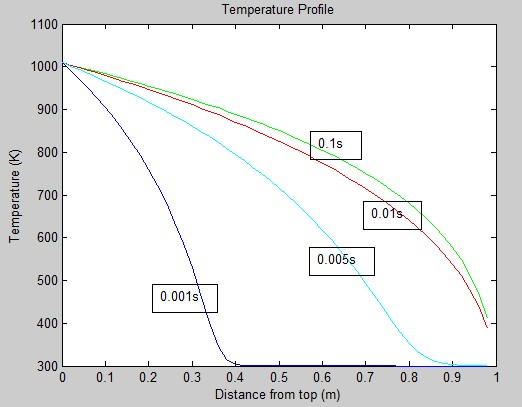 Temperature Profile
1100
1000
900
800
700
600
500
400
300
Temperature (K)
0.1s
0.01s
0.005s
0.001s
0 0.1 0.2 0.3 0.4 0.5 0.6 0.7 0.8 0.9 1
Distance from top (m)